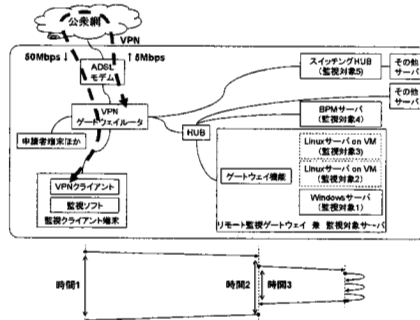 公衆網
VPN
50Mbps ↓
↑ 5Mbps
ADSL
モデム
VPN
ゲートウェイルータ
申請者端末ほか
HUB
スイッチングHUB
(監視対象5)
その他
サーバ
その他
サーバ
BPMサーバ
(監視対象4)
Linuxサーバ on VM
(監視対象3)
Linuxサーバ on VM
(監視対象2)
ゲートウェイ機能
Windowsサーバ
(監視対象1)
リモート監視ゲートウェイ 兼 監視対象サーバ
VPNクライアント
監視ソフト
監視クライアント端末
時間1
時間2
時間3